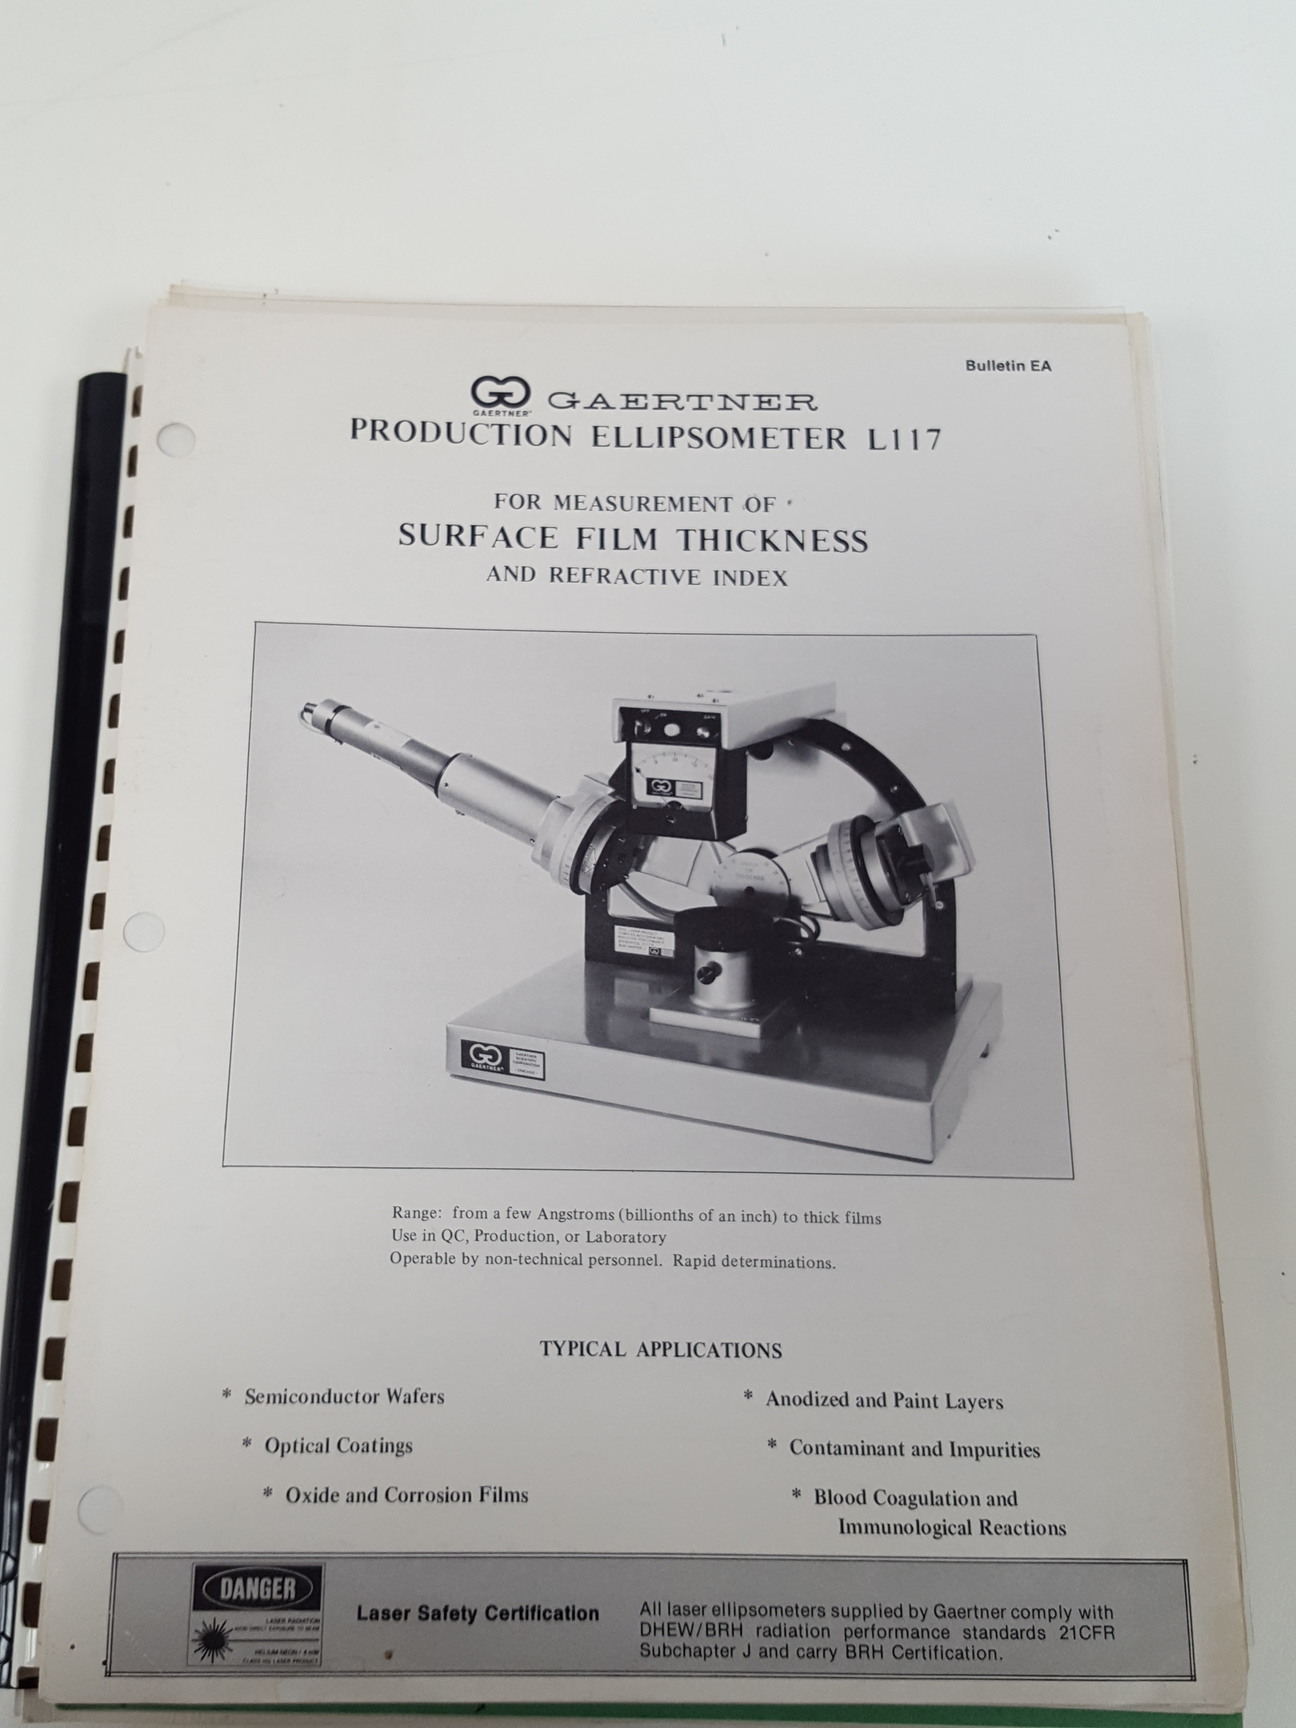 Bulletin EA
GAERTNER
GAERTNER
PRODUCTION ELLIPSOMETER L117
FOR MEASUREMENT OF
SURFACE FILM THICKNESS
AND REFRACTIVE INDEX
GAERTNER
Range: from a few Angstroms (billionths of an inch) to thick films
Use in QC, Production, or Laboratory
Operable by non-technical personnel. Rapid determinations.
TYPICAL APPLICATIONS
* Semiconductor Wafers
* Optical Coatings
* Oxide and Corrosion Films
* Anodized and Paint Layers
* Contaminant and Impurities
* Blood Coagulation and
Immunological Reactions
DANGER
LASER RADIATION
Laser Safety Certification
All laser ellipsometers supplied by Gaertner comply with
DHEW/BRH radiation performance standards 21CFR
Subchapter J and carry BRH Certification.